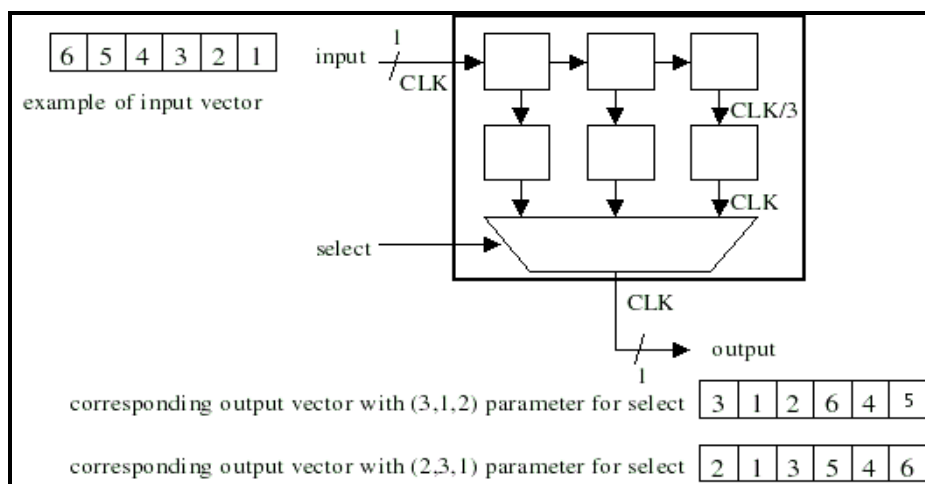 6 5 4 3 2 1
example of input vector
input
1
CLK
CLK/3
CLK
select
CLK
output
1
corresponding output vector with (3,1,2) parameter for select 3 1 2 6 4 5
corresponding output vector with (2,3,1) parameter for select 2 1 3 5 4 6